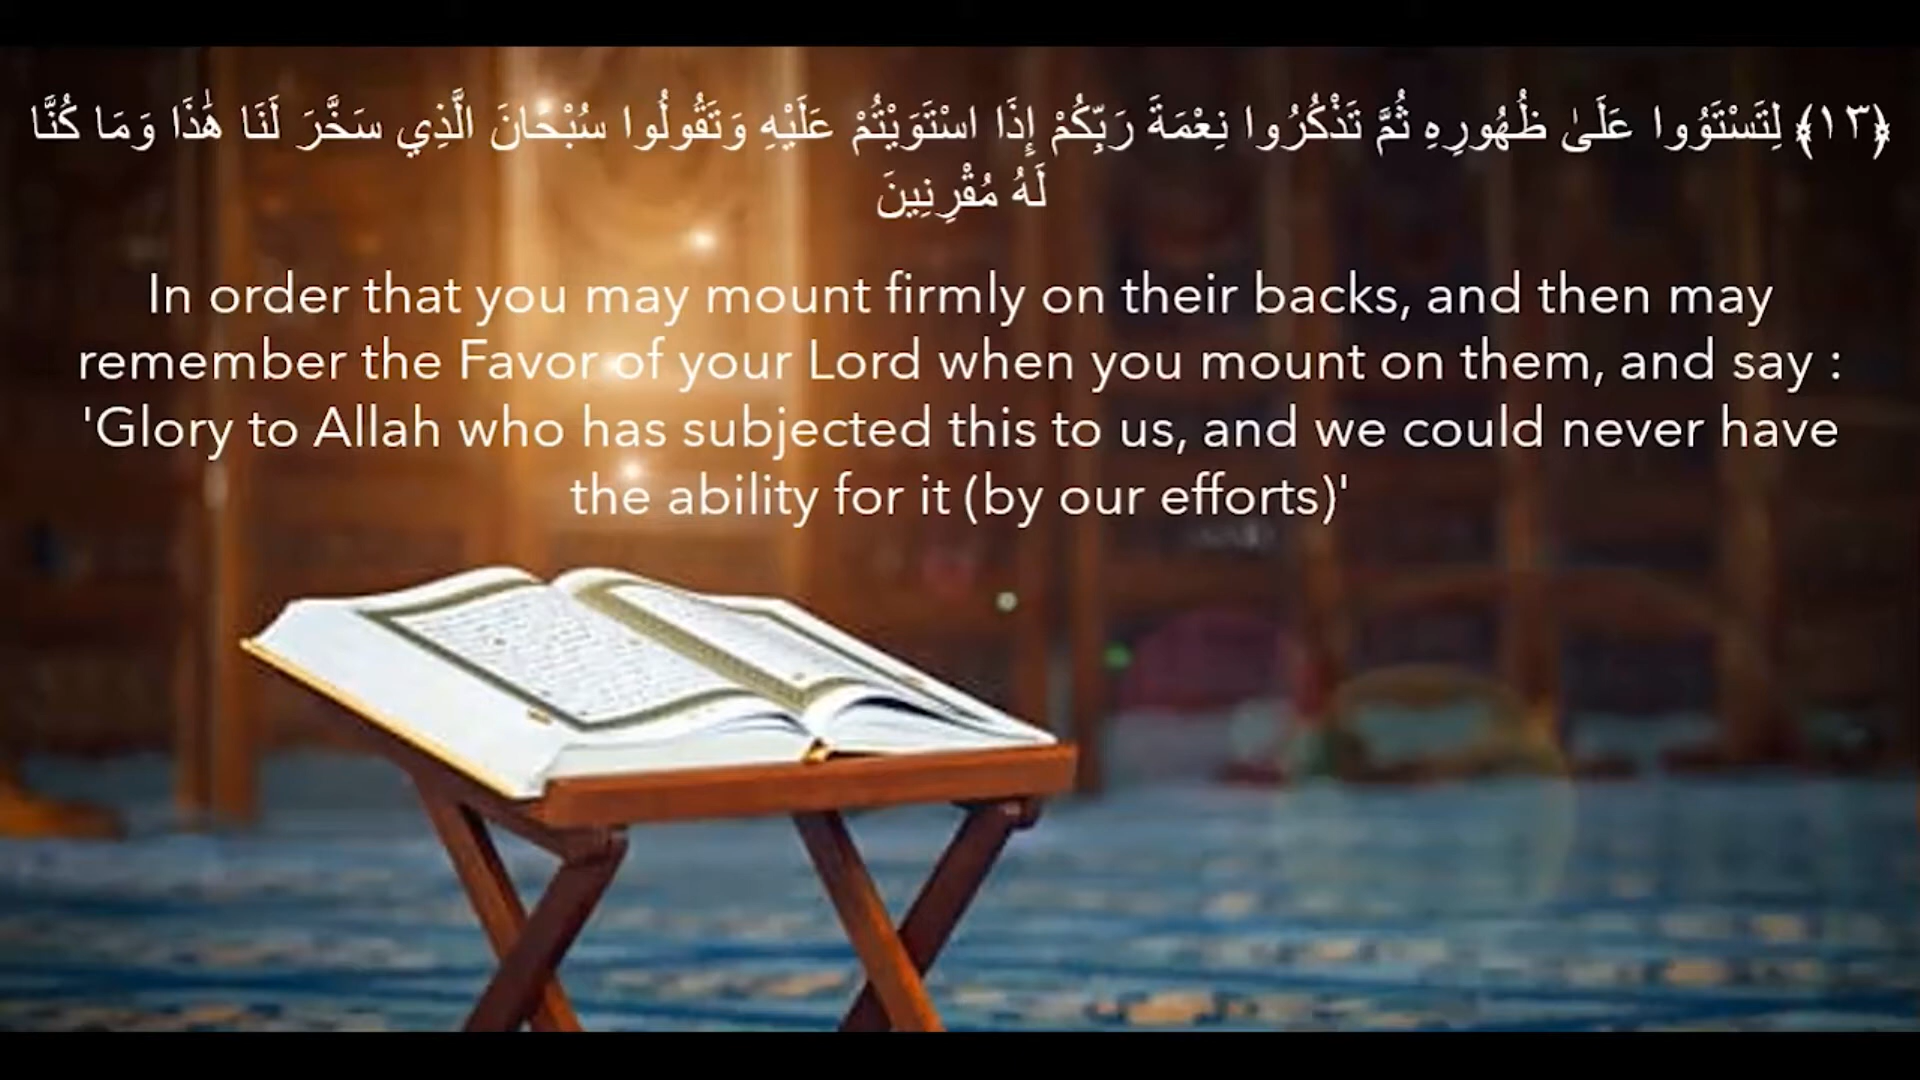 ﴿١٣﴾ لِتَسْتَوُوا عَلَىٰ ظُهُورِهِ ثُمَّ تَذْكُرُوا نِعْمَةَ رَبِّكُمْ إِذَا اسْتَوَيْتُمْ عَلَيْهِ وَتَقُولُوا سُبْحَانَ الَّذِي سَخَّرَ لَنَا هَٰذَا وَمَا كُنَّا
لَهُ مُقْرِنِينَ
In order that you may mount firmly on their backs, and then may
remember the Favor of your Lord when you mount on them, and say :
'Glory to Allah who has subjected this to us, and we could never have
the ability for it (by our efforts)'